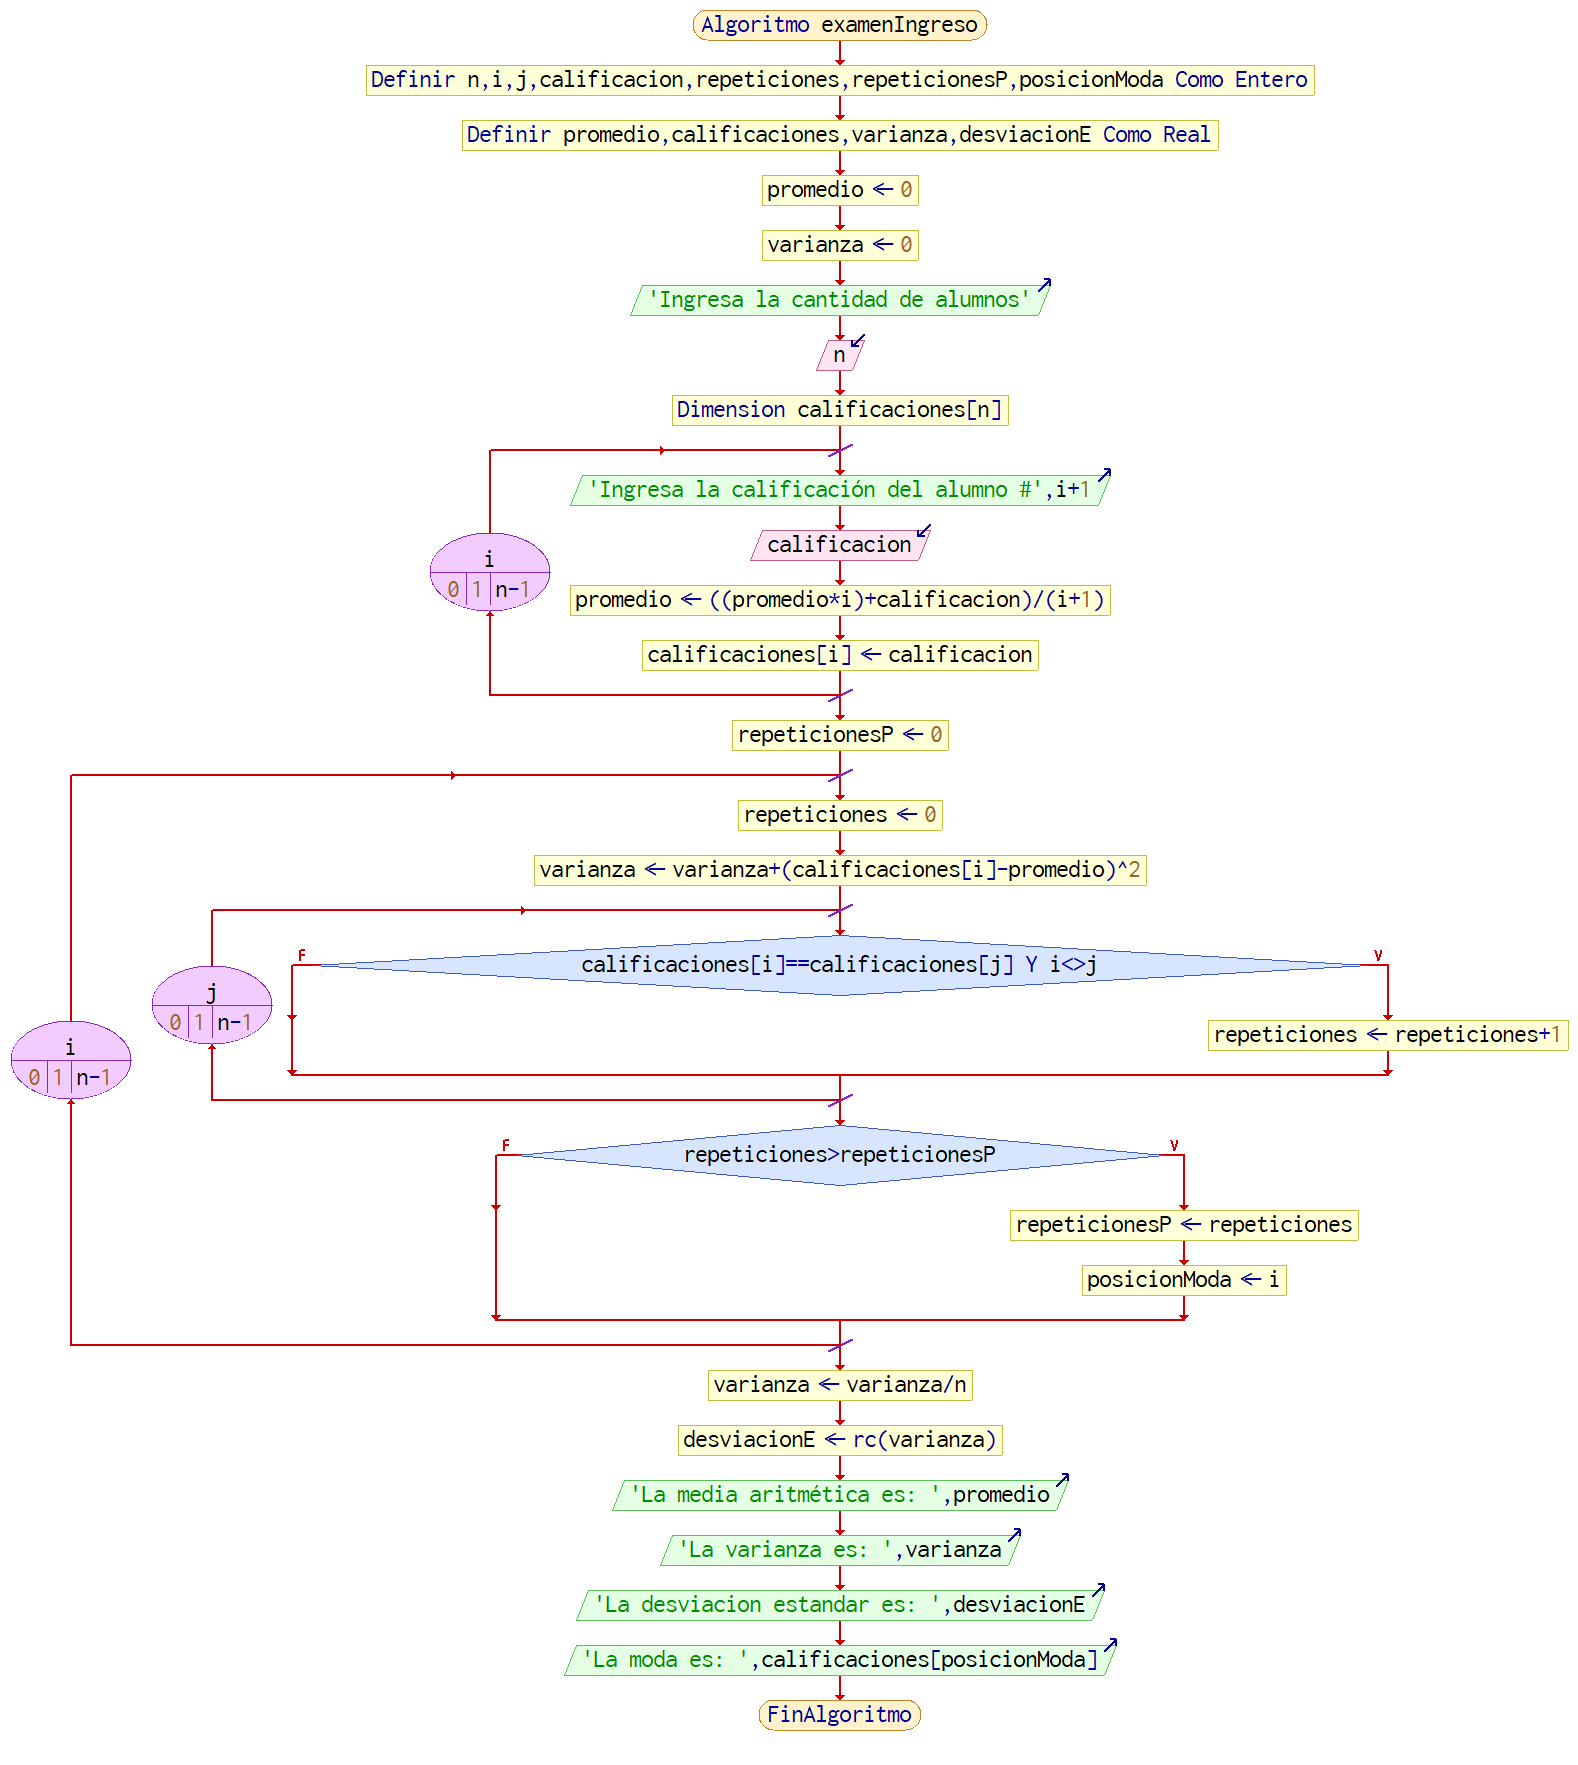 Algoritmo examenIngreso
Definir n,i,j,calificacion,repeticiones,repeticionesP,posicionModa Como Entero
Definir promedio,calificaciones,varianza,desviacionE Como Real
promedio ← 0
varianza ← 0
'Ingresa la cantidad de alumnos'
n
Dimension calificaciones[n]
'Ingresa la calificación del alumno #',i+1
calificacion
i
0 1 n-1
promedio ← ((promedio*i)+calificacion)/(i+1)
calificaciones[i] ← calificacion
repeticionesP ← 0
repeticiones ← 0
varianza ← varianza+(calificaciones[i]-promedio)^2
F
V
calificaciones[i]==calificaciones[j] Y i<>j
j
0 1 n-1
repeticiones ← repeticiones+1
i
0 1 n-1
F
V
repeticiones>repeticionesP
repeticionesP ← repeticiones
posicionModa ← i
varianza ← varianza/n
desviacionE ← rc(varianza)
'La media aritmética es: ',promedio
'La varianza es: ',varianza
'La desviacion estandar es: ',desviacionE
'La moda es: ',calificaciones[posicionModa]
FinAlgoritmo